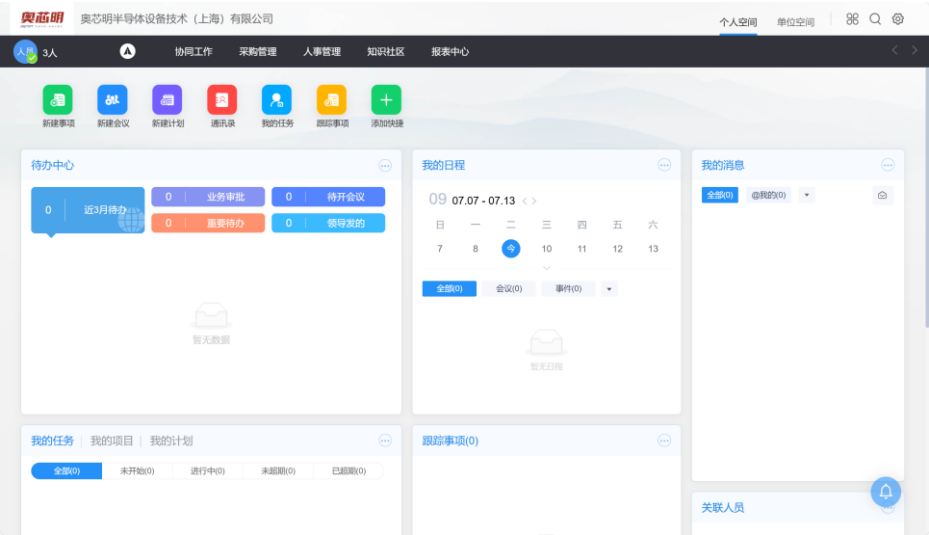 奥芯明 奥芯明半导体设备技术（上海）有限公司 个人空间 单位空间
人员 3人 协同工作 采购管理 人事管理 知识社区 报表中心
新建事项 新建会议 新建计划 通讯录 我的任务 跟踪事项 添加快捷
待办中心
0 近3月待办
0 业务审批 0 待开会议
0 重要待办 0 领导发的
暂无数据
我的日程
09 07.07 - 07.13
日 一 二 三 四 五 六
7 8 今 10 11 12 13
全部(0) 会议(0) 事件(0)
暂无日程
我的消息
全部(0) @我的(0)
我的任务 我的项目 我的计划
全部(0) 未开始(0) 进行中(0) 未超期(0) 已超期(0)
跟踪事项(0)
关联人员